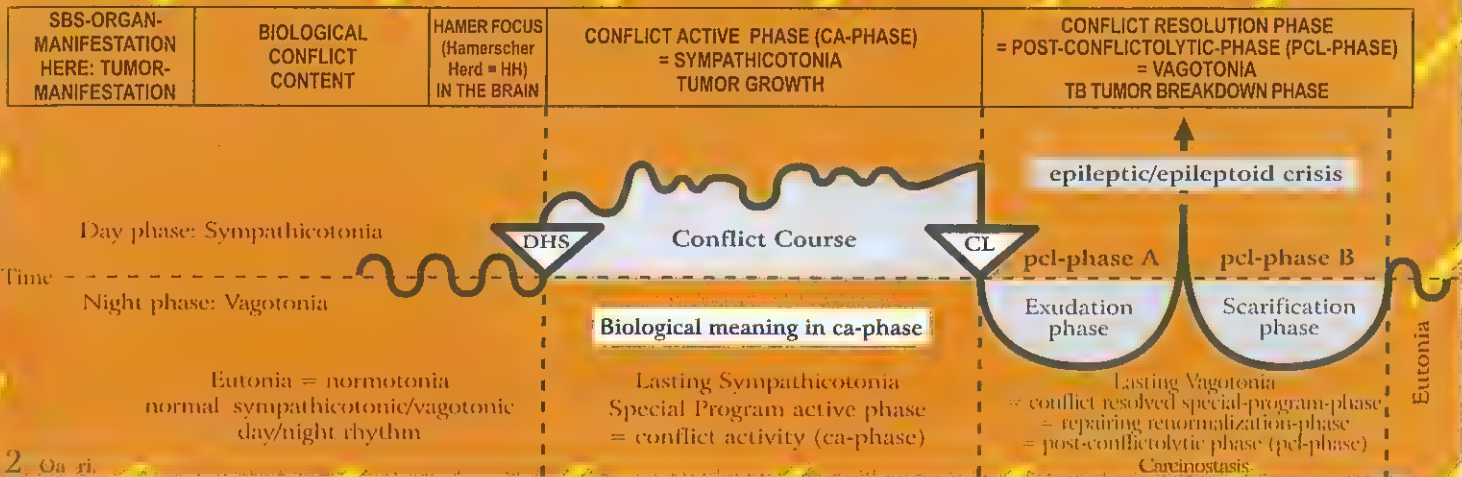 SBS-ORGAN-
MANIFESTATION
HERE: TUMOR-
MANIFESTATION
BIOLOGICAL
CONFLICT
CONTENT
HAMER FOCUS
(Hamerscher
Herd = HH)
IN THE BRAIN
CONFLICT ACTIVE PHASE (CA-PHASE)
= SYMPATHICOTONIA
TUMOR GROWTH
CONFLICT RESOLUTION PHASE
= POST-CONFLICTOLYTIC-PHASE (PCL-PHASE)
= VAGOTONIA
TB TUMOR BREAKDOWN PHASE
epileptic/epileptoid crisis
Day phase: Sympathicotonia
DHS
Conflict Course
CL
pcl-phase A
pcl-phase B
Time
Night phase: Vagotonia
Exudation
phase
Scarification
phase
Biological meaning in ca-phase
Eutonia = normotonia
normal sympathicotonic/vagotonic
day/night rhythm
Lasting Sympathicotonia
Special Program active phase
= conflict activity (ca-phase)
Lasting Vagotonia
= conflict resolved special-program-phase
= repairing renormalization-phase
= post-conflictolytic phase (pcl-phase)
Carcinostasis
Eutonia
2